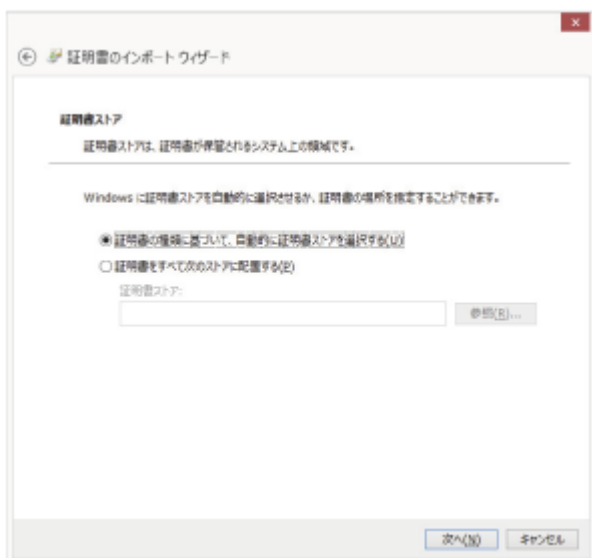 証明書のインポート ウィザード
証明書ストア
証明書ストアは、証明書が保管されるシステム上の領域です。
Windows に証明書ストアを自動的に選択させるか、証明書の場所を指定することができます。
証明書の種類に基づいて、自動的に証明書ストアを選択する(U)
証明書をすべて次のストアに配置する(P)
証明書ストア:
参照(R)...
次へ(N)
キャンセル